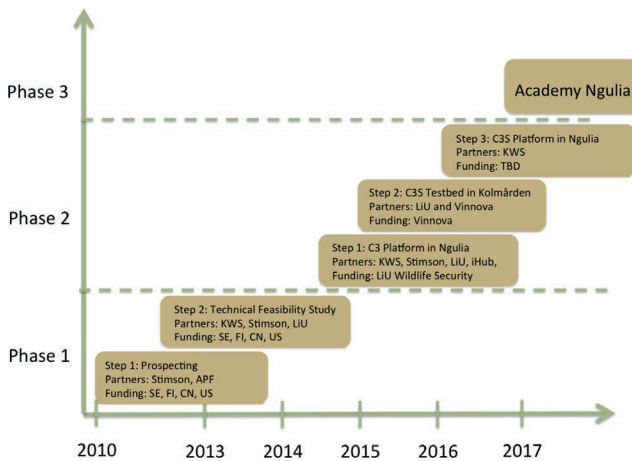 Phase 3
Academy Ngulia
Step 3: C3S Platform in Ngulia
Partners: KWS
Funding: TBD
Phase 2
Step 2: C3S Testbed in Kolmården
Partners: LiU and Vinnova
Funding: Vinnova
Step 1: C3 Platform in Ngulia
Partners: KWS, Stimson, LiU, iHub,
Funding: LiU Wildlife Security
Phase 1
Step 2: Technical Feasibility Study
Partners: KWS, Stimson, LiU
Funding: SE, FI, CN, US
Step 1: Prospecting
Partners: Stimson, APF
Funding: SE, FI, CN, US
2010 2013 2014 2015 2016 2017